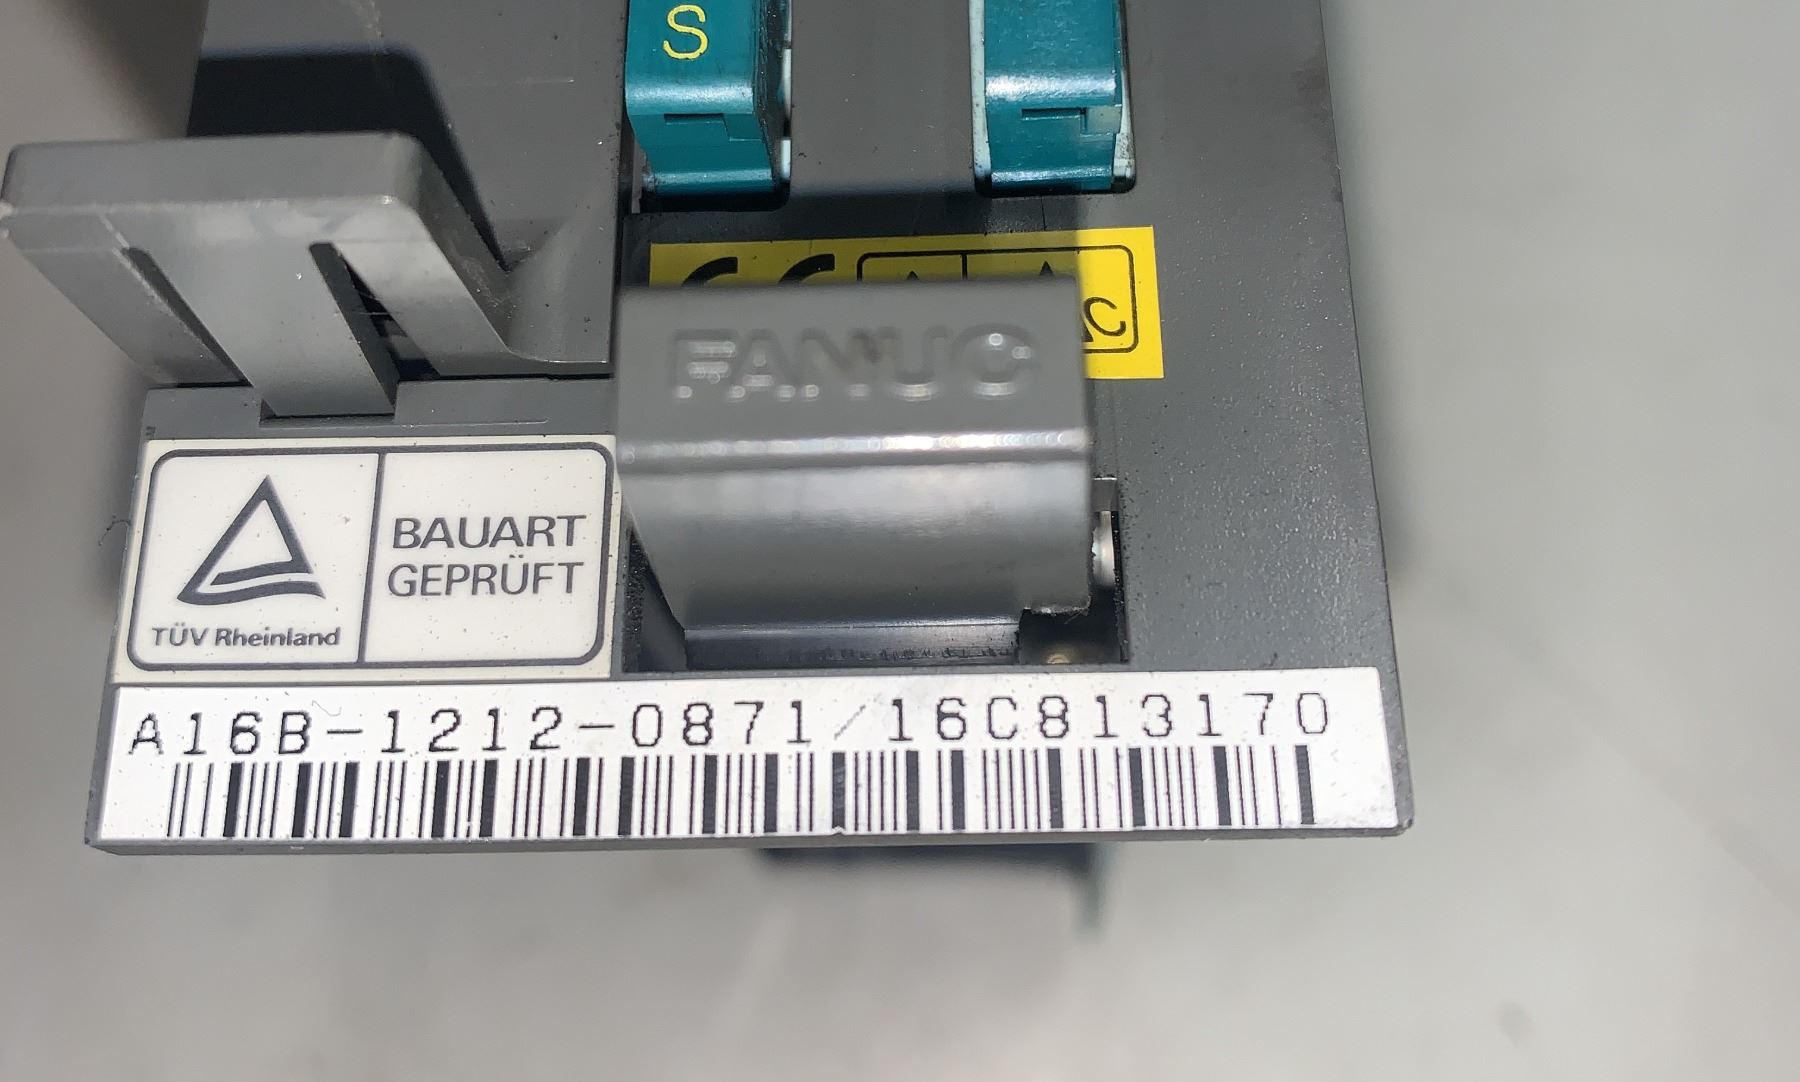 S
FANUC
BAUART
GEPRÜFT
TÜV Rheinland
A16B-1212-0871/16C813170